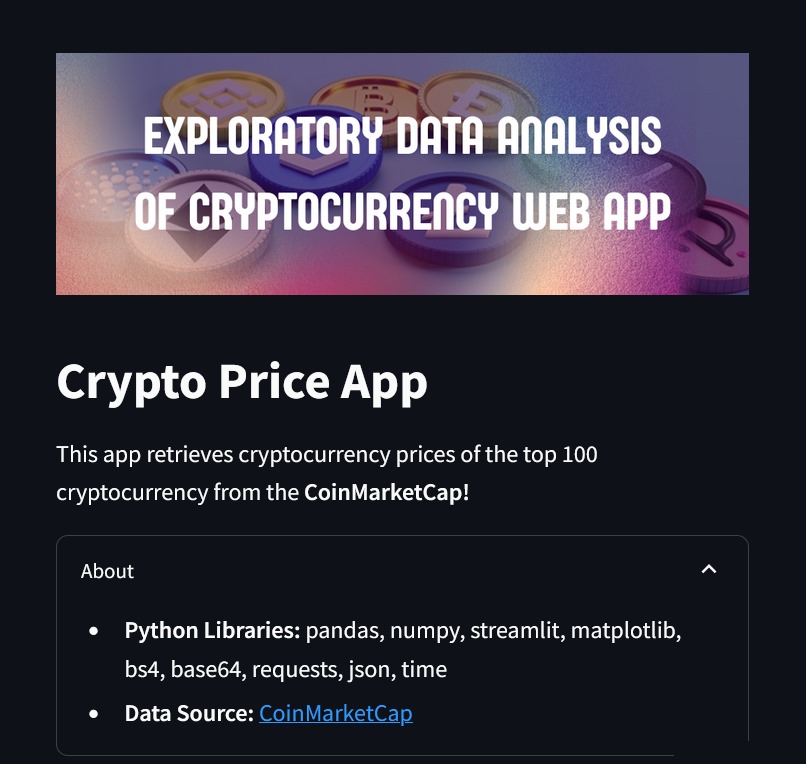 EXPLORATORY DATA ANALYSIS
OF CRYPTOCURRENCY WEB APP
Crypto Price App
This app retrieves cryptocurrency prices of the top 100
cryptocurrency from the CoinMarketCap!
About
Python Libraries: pandas, numpy, streamlit, matplotlib,
bs4, base64, requests, json, time
Data Source: CoinMarketCap